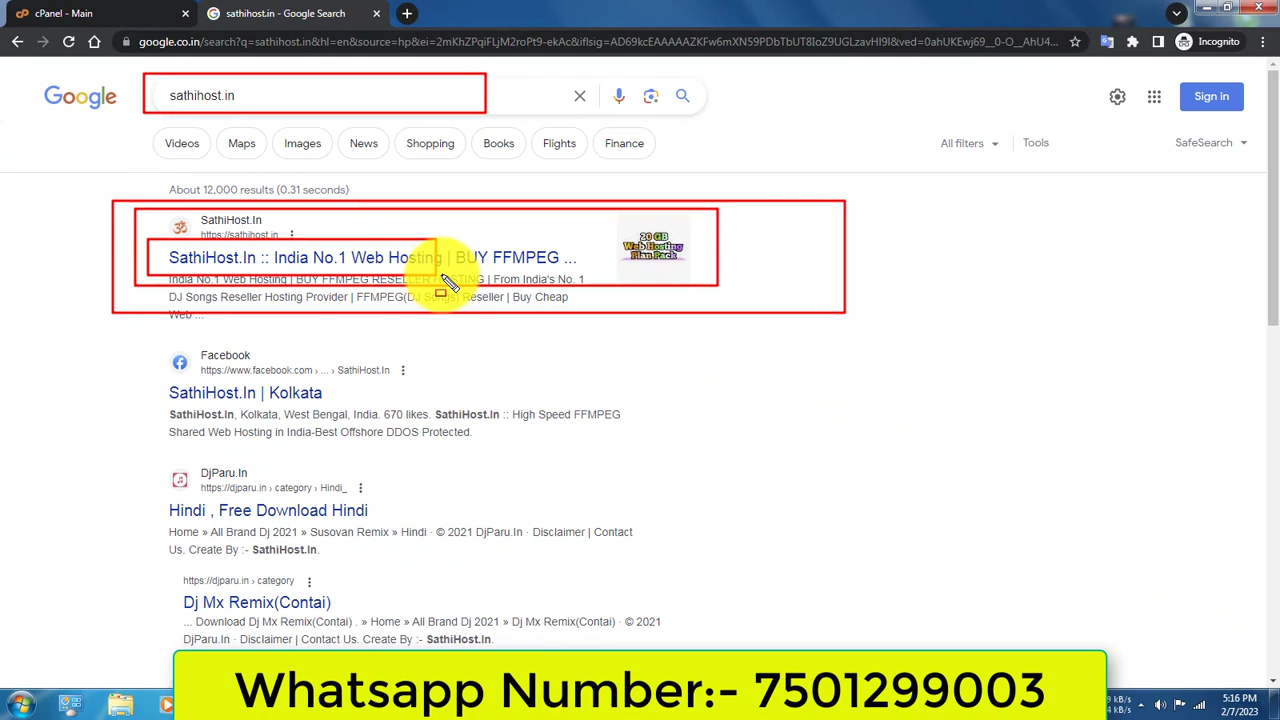 cPanel - Main
sathihost.in - Google Search
google.co.in/search?q=sathihost.in&hl=en&source=hp&ei=2mKhZPqiFLjM2roPt9-ekAc&iflsig=AD69kcEAAAAAZKFw6mXN59PDbTbUT8IoZ9UGLzavHI9I&ved=0ahUKEwj69__0-O__AhU4...
Incognito
Google
sathihost.in
Sign in
Videos
Maps
Images
News
Shopping
Books
Flights
Finance
All filters
Tools
SafeSearch
About 12,000 results (0.31 seconds)
SathiHost.In
https://sathihost.in
SathiHost.In :: India No.1 Web Hosting | BUY FFMPEG ...
India No.1 Web Hosting | BUY FFMPEG RESELLER HOSTING | From India's No. 1
DJ Songs Reseller Hosting Provider | FFMPEG(DJ Songs) Reseller | Buy Cheap
Web ...
20 GB
Web Hosting
Plan Pack
Facebook
https://www.facebook.com › ... › SathiHost.In
SathiHost.In | Kolkata
SathiHost.In, Kolkata, West Bengal, India. 670 likes. SathiHost.In :: High Speed FFMPEG
Shared Web Hosting in India-Best Offshore DDOS Protected.
DjParu.In
https://djparu.in › category › Hindi_
Hindi , Free Download Hindi
Home » All Brand Dj 2021 » Susovan Remix » Hindi · © 2021 DjParu.In · Disclaimer | Contact
Us. Create By :- SathiHost.In.
https://djparu.in › category
Dj Mx Remix(Contai)
... Download Dj Mx Remix(Contai) . » Home » All Brand Dj 2021 » Dj Mx Remix(Contai) · © 2021
DjParu.In · Disclaimer | Contact Us. Create By :- SathiHost.In.
Whatsapp Number:- 7501299003
5:16 PM
2/7/2023